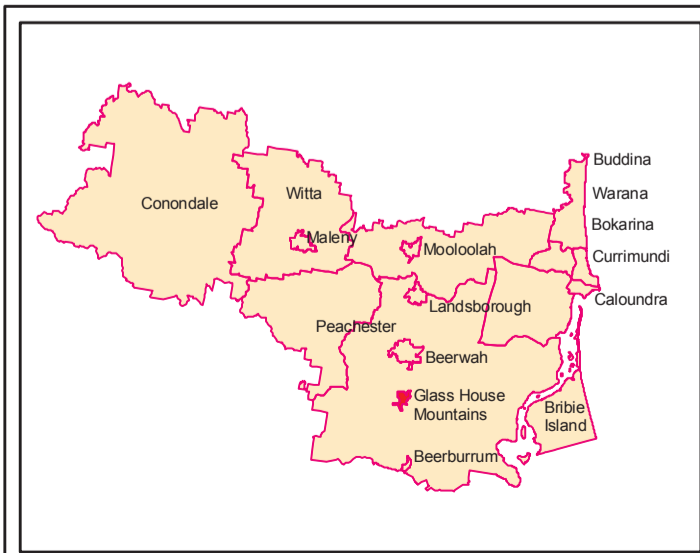 Buddina
Warana
Conondale
Witta
Bokarina
Maleny
Mooloolah
Currimundi
Landsborough
Caloundra
Peachester
Beerwah
Glass House
Mountains
Bribie
Island
Beerburrum